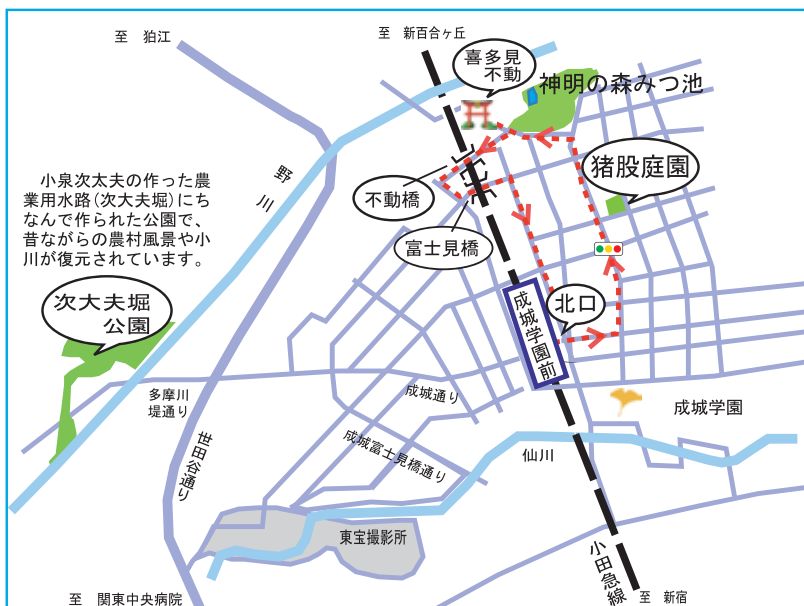 至　狛江
至　新百合ヶ丘
喜多見
不動
神明の森みつ池
猪股庭園
野川
不動橋
富士見橋
小泉次太夫の作った農
業用水路（次大夫堀）にち
なんで作られた公園で、
昔ながらの農村風景や小
川が復元されています。
次大夫堀
公園
北口
成城学園前
多摩川
堤通り
成城通り
成城学園
世田谷通り
成城富士見橋通り
仙川
東宝撮影所
小田急線
至　関東中央病院
至　新宿